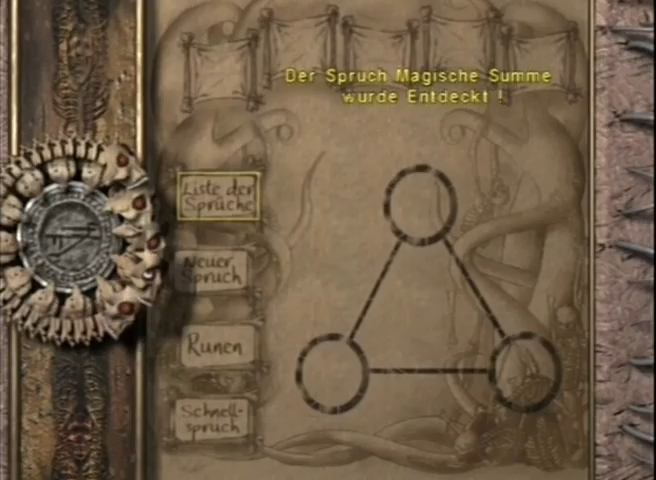 Der Spruch Magische Summe
wurde Entdeckt !
Liste der
Sprüche
Neuer
Spruch
Runen
Schnell-
spruch